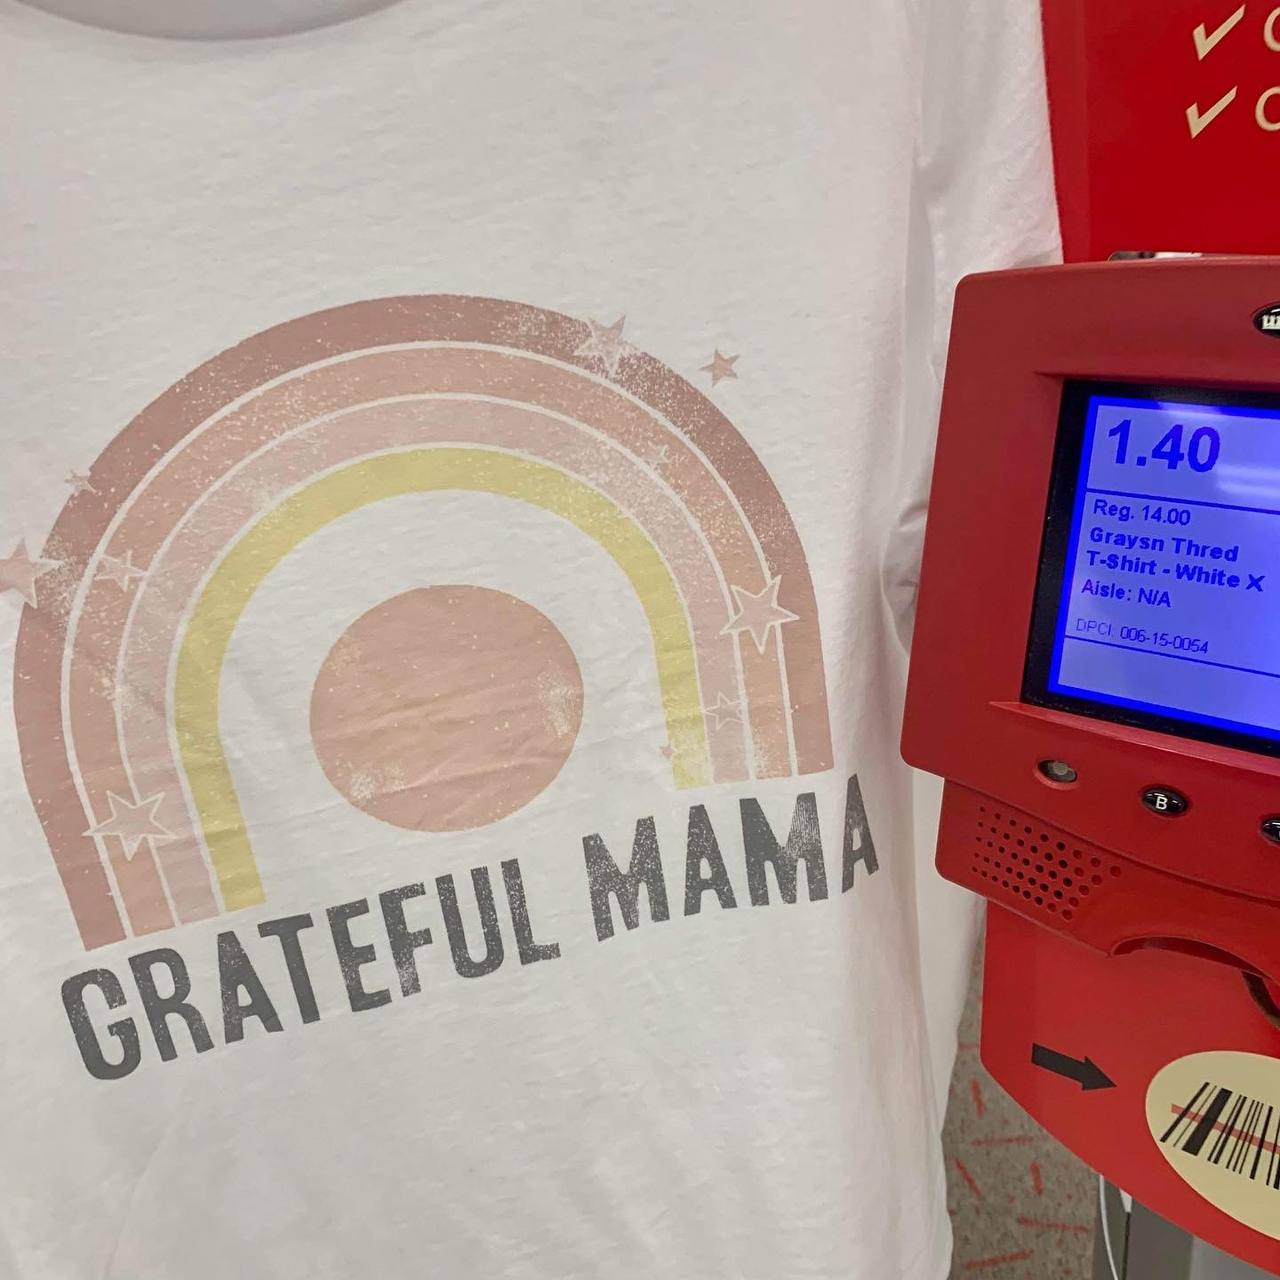 GRATEFUL MAMA
1.40
Reg. 14.00
Graysn Thred
T-Shirt - White X
Aisle: N/A
DPCI: 006-15-0054
B